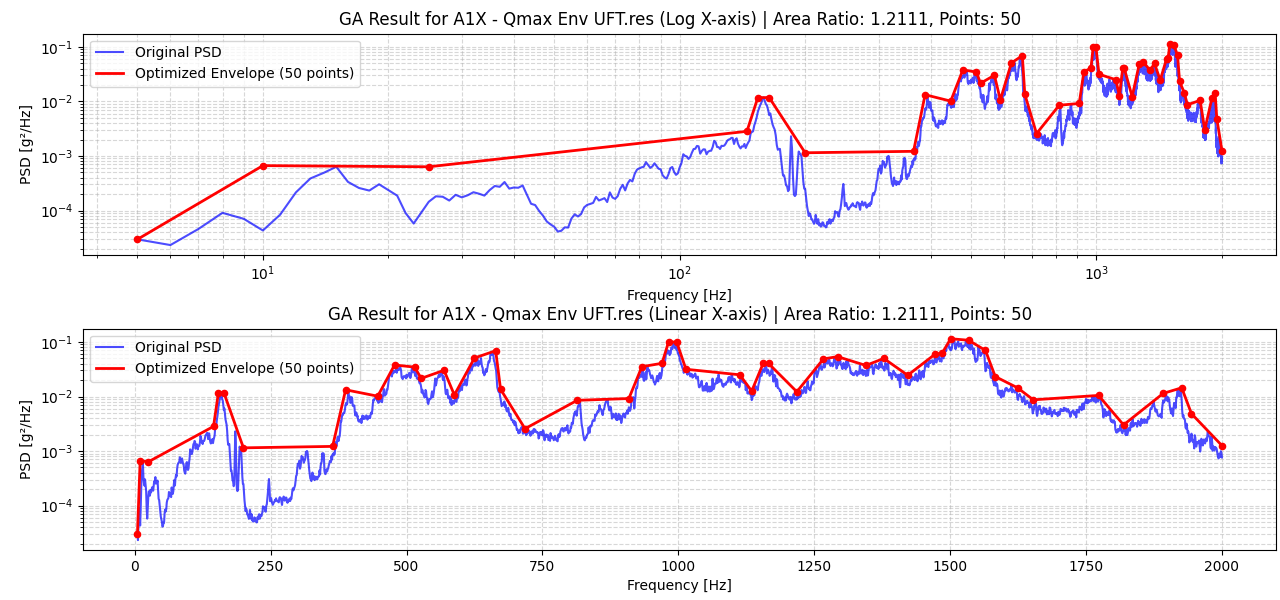 GA Result for A1X - Qmax Env UFT.res (Log X-axis) | Area Ratio: 1.2111, Points: 50
Original PSD
Optimized Envelope (50 points)
PSD [g²/Hz]
10⁻¹
10⁻²
10⁻³
10⁻⁴
10¹ 10² 10³
Frequency [Hz]
GA Result for A1X - Qmax Env UFT.res (Linear X-axis) | Area Ratio: 1.2111, Points: 50
Original PSD
Optimized Envelope (50 points)
PSD [g²/Hz]
10⁻¹
10⁻²
10⁻³
10⁻⁴
0 250 500 750 1000 1250 1500 1750 2000
Frequency [Hz]